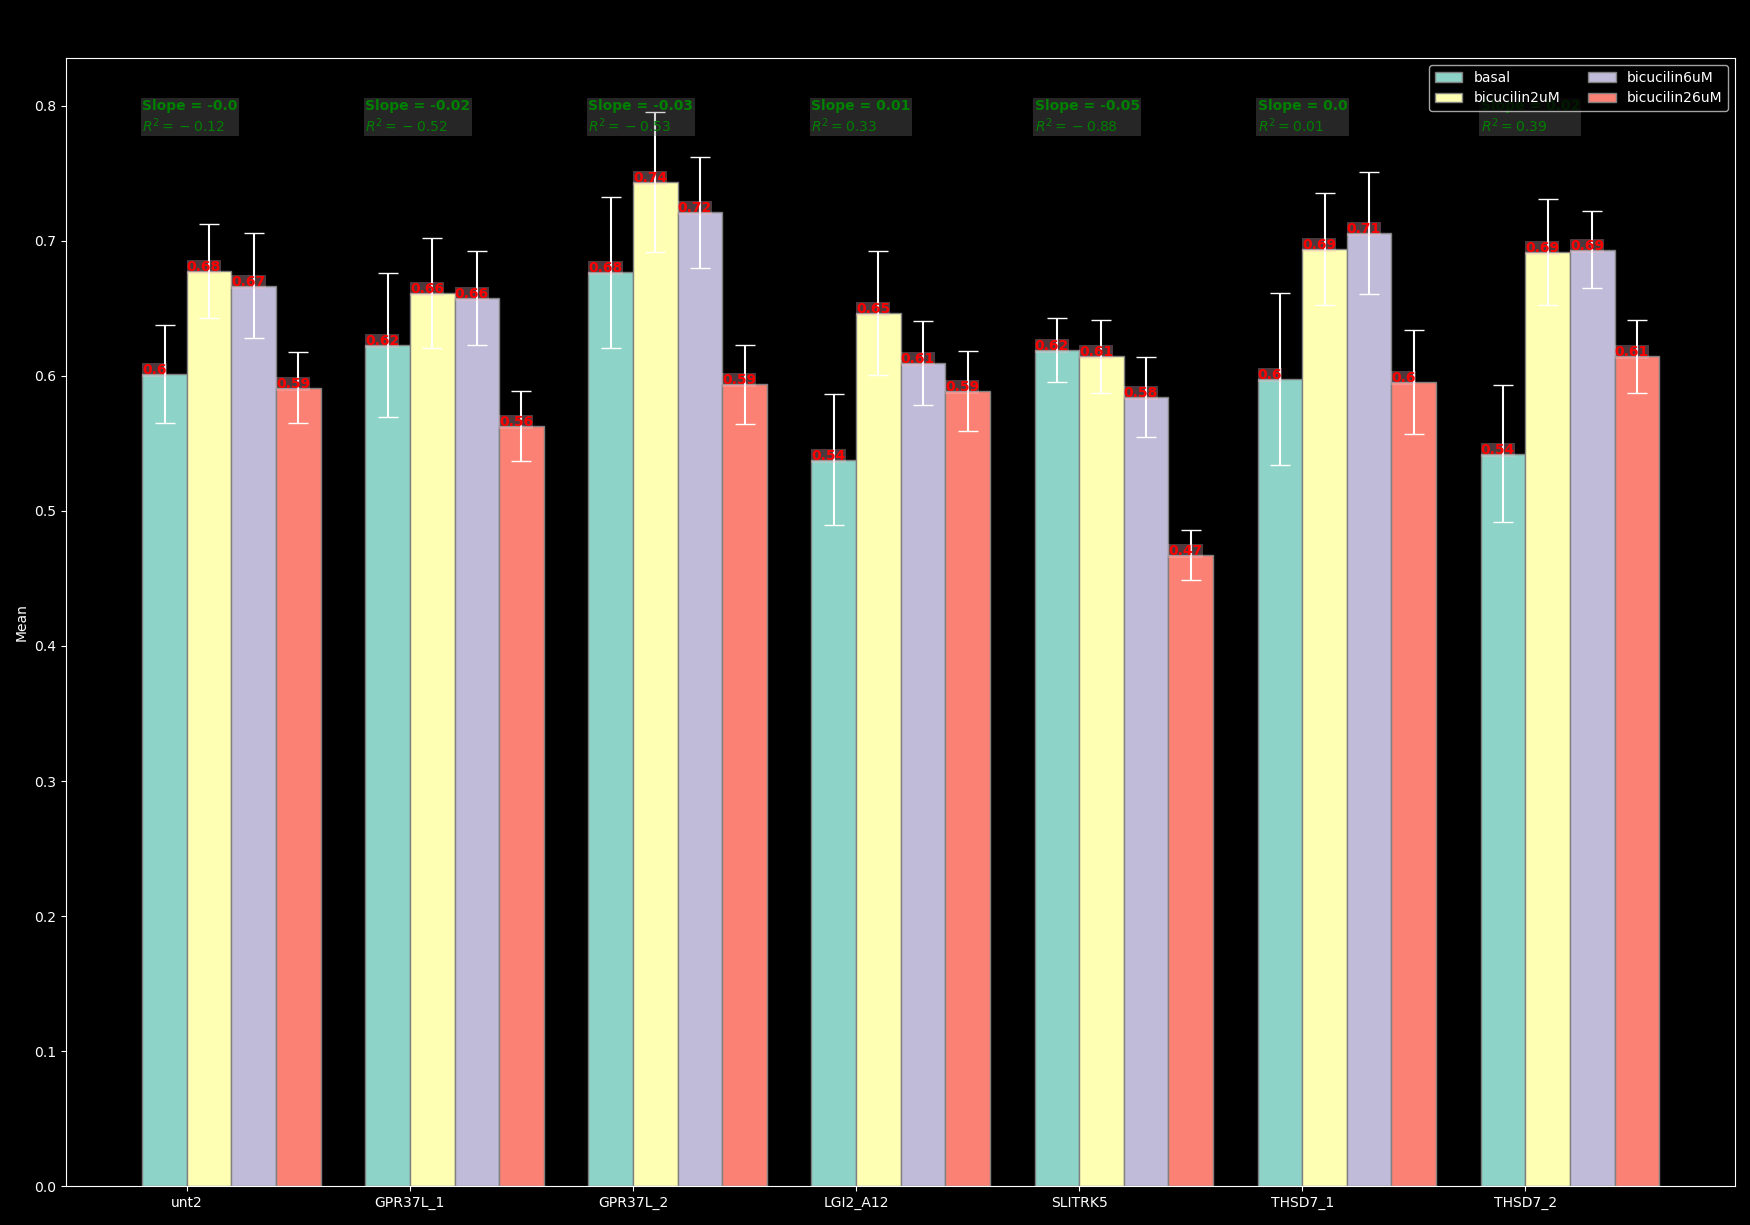 basal
bicucilin2uM
bicucilin6uM
bicucilin26uM
Slope = -0.0
R² = −0.12
Slope = -0.02
R² = −0.52
Slope = -0.03
R² = −0.53
Slope = 0.01
R² = 0.33
Slope = -0.05
R² = −0.88
Slope = 0.0
R² = 0.01
R² = 0.39
Mean
0.8
0.7
0.6
0.5
0.4
0.3
0.2
0.1
0.0
0.6
0.68
0.67
0.59
0.62
0.66
0.66
0.56
0.68
0.74
0.72
0.59
0.54
0.65
0.61
0.59
0.62
0.61
0.58
0.47
0.6
0.69
0.71
0.6
0.54
0.69
0.69
0.61
unt2
GPR37L_1
GPR37L_2
LGI2_A12
SLITRK5
THSD7_1
THSD7_2